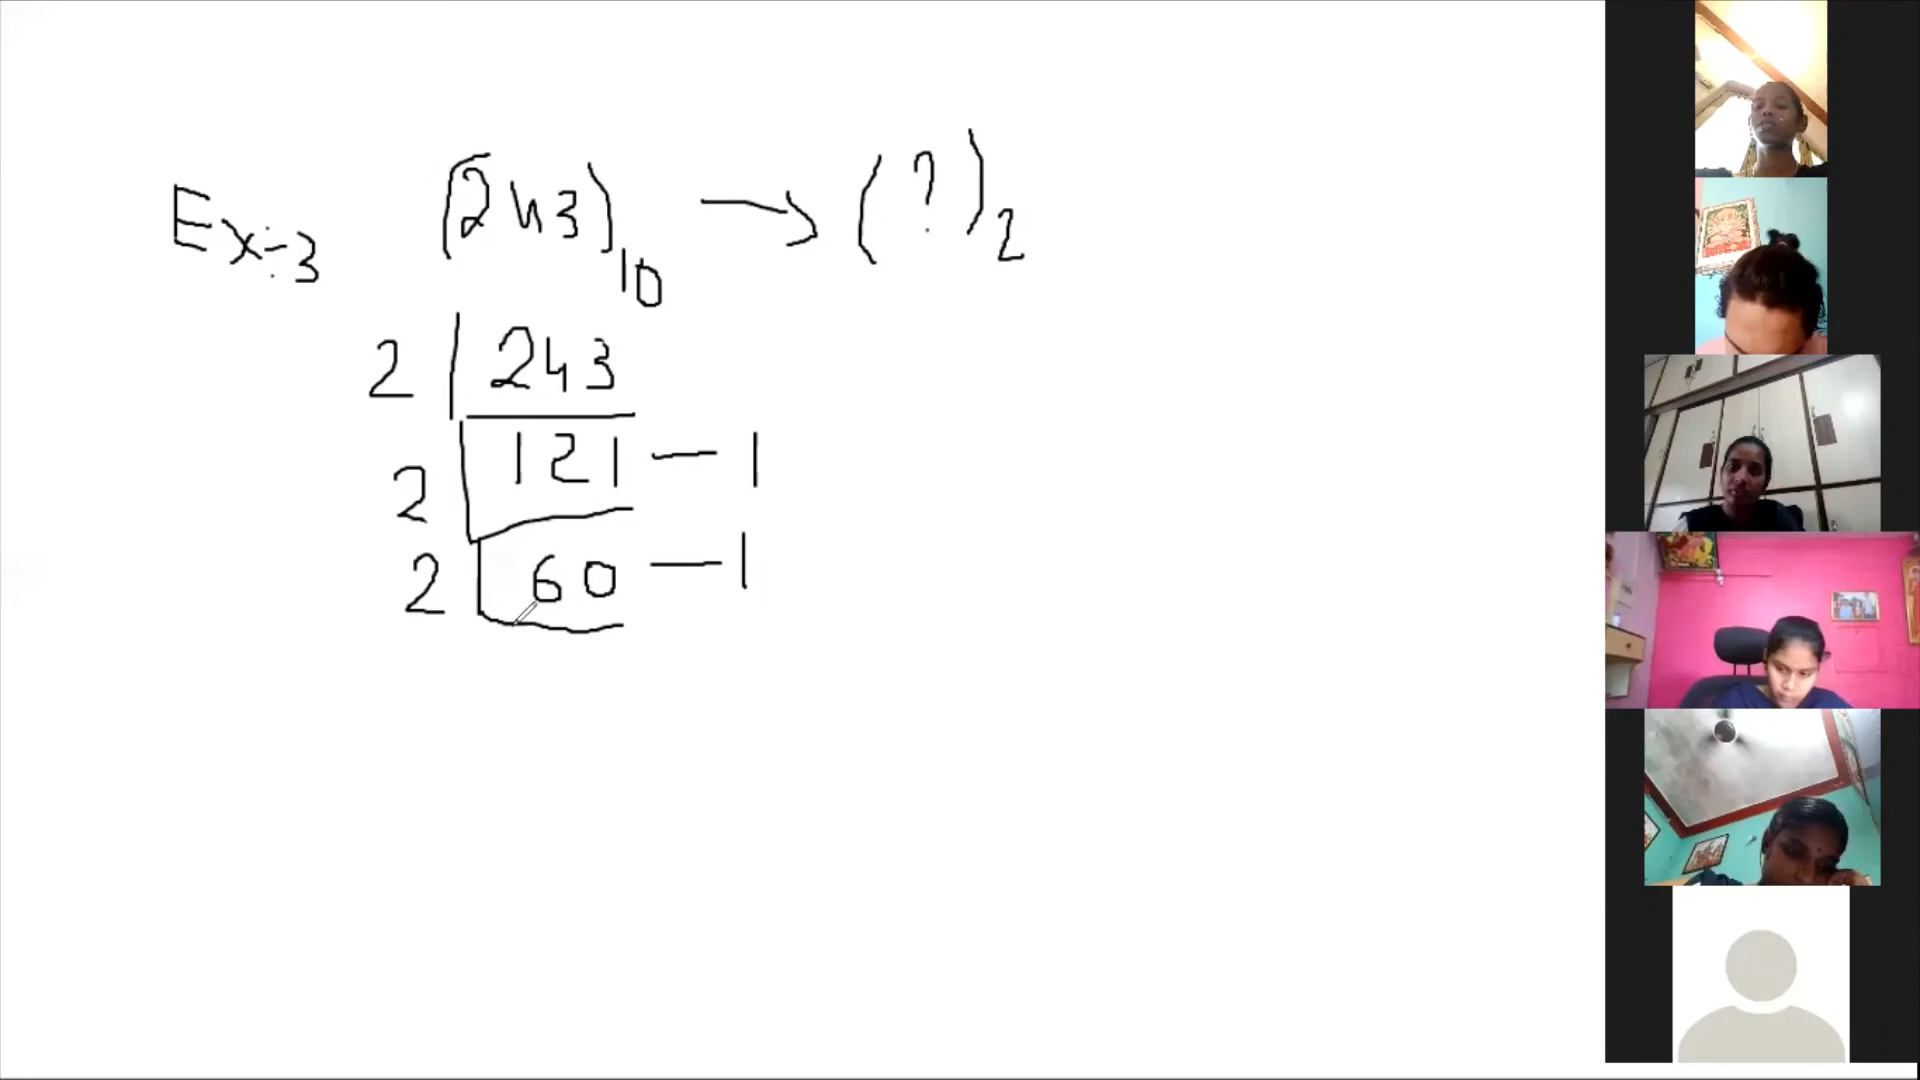 Ex:-3 (243)10 → (?)2
2 | 243
2 | 121 — 1
2 | 60 — 1